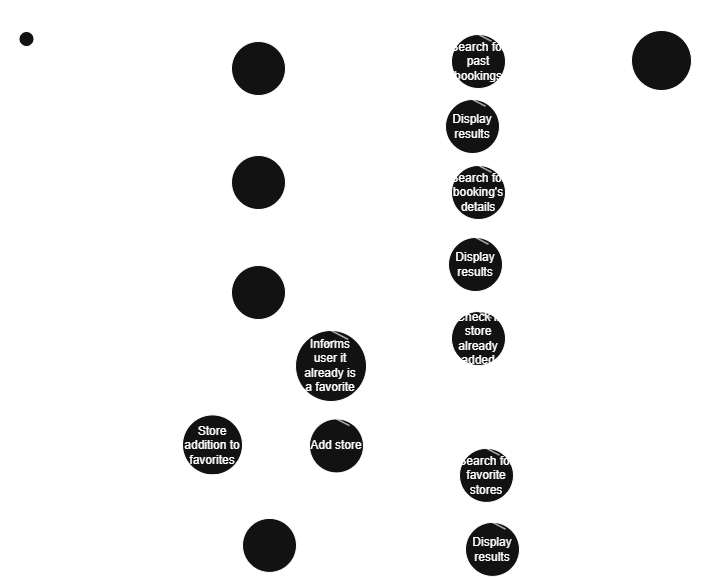 Search for
past
bookings
Display
results
Search for
booking's
details
Display
results
Check if
store
already
added
Informs
user it
already is
a favorite
Store
addition to
favorites
Add store
Search for
favorite
stores
Display
results